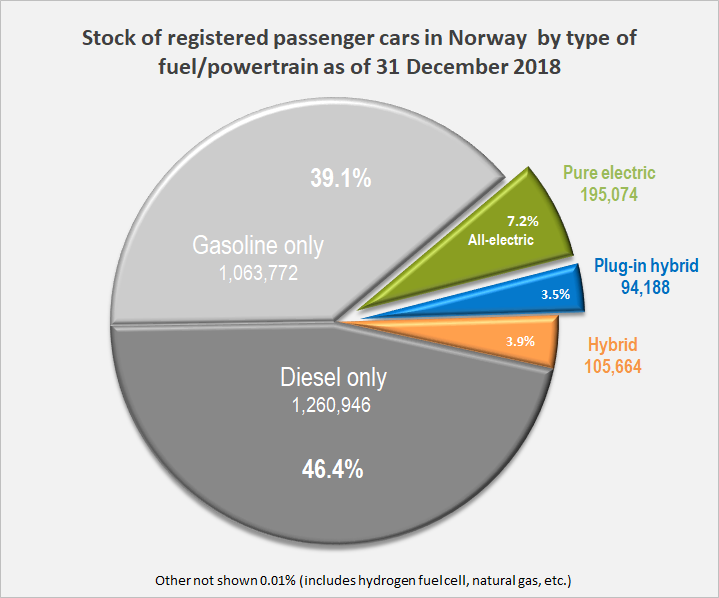 Stock of registered passenger cars in Norway by type of
fuel/powertrain as of 31 December 2018
39.1%
Gasoline only
1,063,772
Pure electric
195,074
7.2%
All-electric
Plug-in hybrid
94,188
3.5%
Hybrid
105,664
3.9%
Diesel only
1,260,946
46.4%
Other not shown 0.01% (includes hydrogen fuel cell, natural gas, etc.)